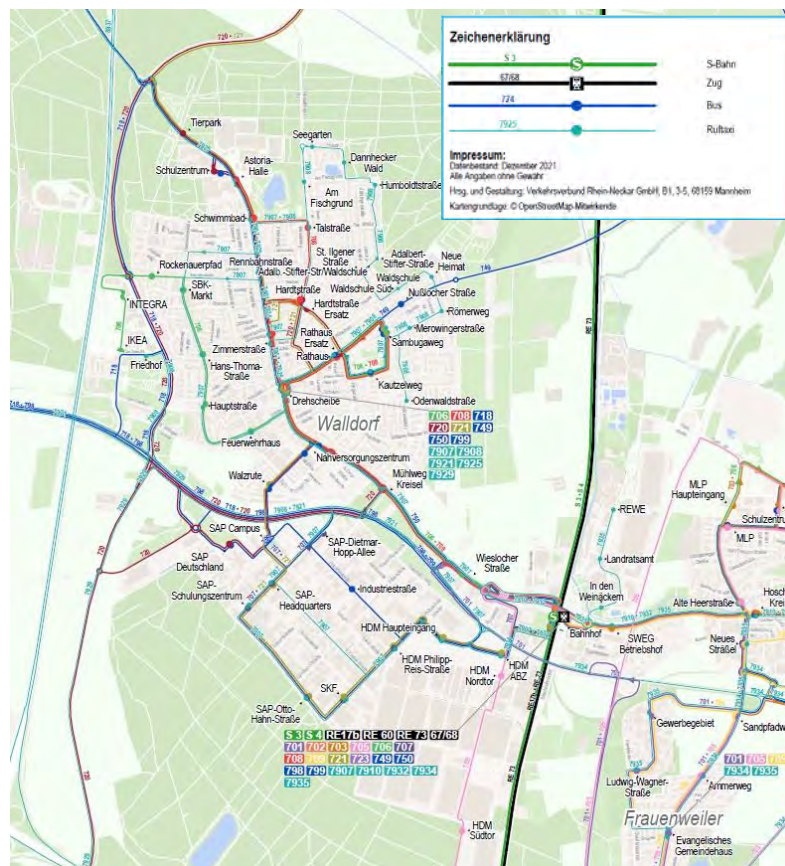 Zeichenerklärung
S 3
S-Bahn
67/68
Zug
724
Bus
7925
Ruftaxi
Impressum:
Datenbestand: Dezember 2021
Alle Angaben ohne Gewähr
Hrsg. und Gestaltung: Verkehrsverbund Rhein-Neckar GmbH, B1, 3-5, 68159 Mannheim
Kartengrundlage: © OpenStreetMap-Mitwirkende
Tierpark
Schulzentrum
Astoria-
Halle
Seegarten
Dannhecker
Wald
Humboldtstraße
Am
Fischgrund
Schwimmbad
Talstraße
Rennbahnstraße
St. Ilgener
Straße
Adalb.-Stifter-Str/Waldschule
Adalbert-
Stifter-Straße
Neue
Heimat
Waldschule
Waldschule Süd
Rockenauerpfad
SBK-
Markt
Hardtstraße
Hardtstraße
Ersatz
Nußlocher Straße
749
Römerweg
Merowingerstraße
INTEGRA
IKEA
Friedhof
Zimmerstraße
Rathaus
Ersatz
Rathaus
Sambugaweg
Hans-Thoma-
Straße
Kautzelweg
Drehscheibe
Odenwaldstraße
Hauptstraße
Walldorf
706 708 718
720 721 749
750 799
7907 7908
7921 7925
7929
Feuerwehrhaus
Nahversorgungszentrum
Walzrute
Mühlweg
Kreisel
MLP
Haupteingang
REWE
Schulzentrum
MLP
SAP Campus
SAP
Deutschland
SAP-Dietmar-
Hopp-Allee
Wieslocher
Straße
Landratsamt
SAP-
Schulungszentrum
SAP-
Headquarters
Industriestraße
In den
Weinäckern
Alte Heerstraße
Hosch
Kreis
HDM Haupteingang
Bahnhof
SWEG
Betriebshof
Neues
Sträßel
HDM Philipp-
Reis-Straße
HDM
ABZ
HDM
Nordtor
SKF
SAP-Otto-
Hahn-Straße
Gewerbegebiet
Sandpfadw
S 3 S 4 RE17b RE 60 RE 73 67/68
701 702 703 705 706 707
708 710 721 723 749 750
798 799 7907 7910 7932 7934
7935
Ludwig-Wagner-
Straße
Ammerweg
701 705 709
7934 7935
Frauenweiler
HDM
Südtor
Evangelisches
Gemeindehaus